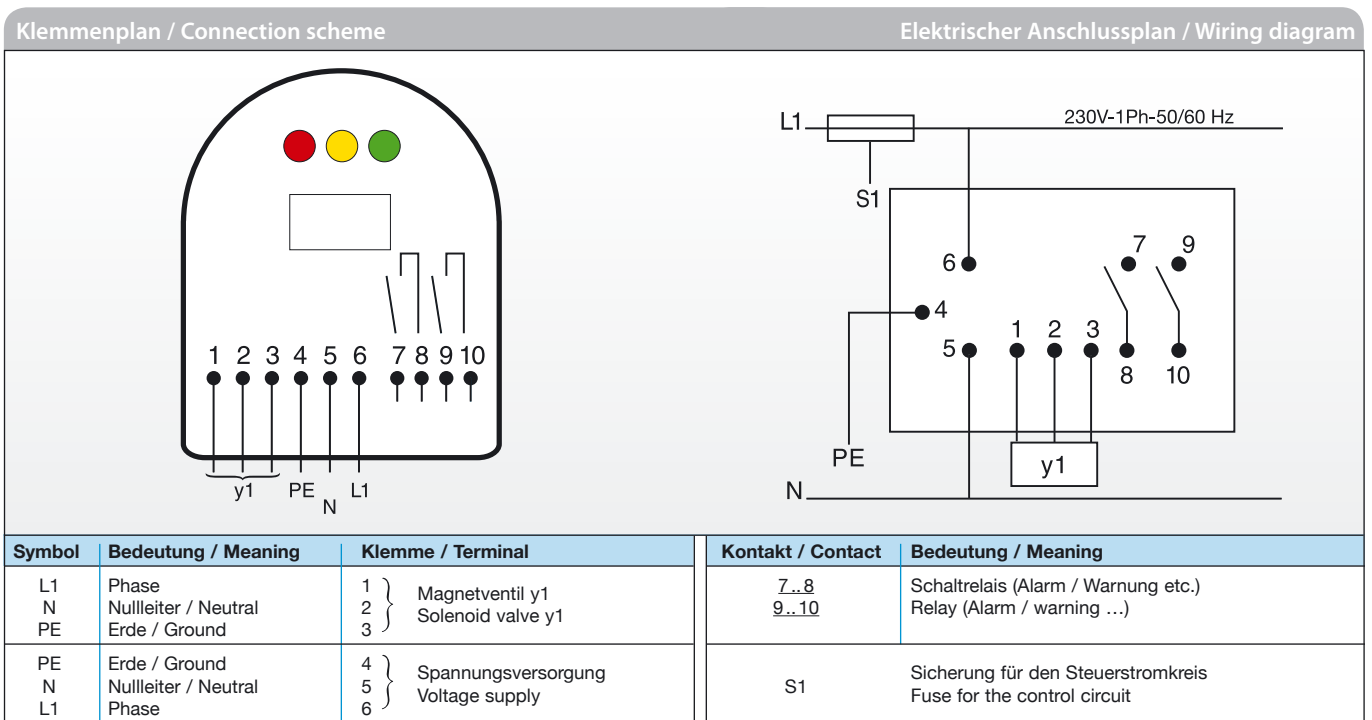 Klemmenplan / Connection scheme
Elektrischer Anschlussplan / Wiring diagram
1 2 3 4 5 6 7 8 9 10
y1 PE N L1
L1 230V-1Ph-50/60 Hz
S1
7 9
6
4
1 2 3
5
8 10
PE
y1
N
Symbol Bedeutung / Meaning Klemme / Terminal
L1 Phase 1
N Nullleiter / Neutral 2
PE Erde / Ground 3
Magnetventil y1
Solenoid valve y1
PE Erde / Ground 4
N Nullleiter / Neutral 5
L1 Phase 6
Spannungsversorgung
Voltage supply
Kontakt / Contact Bedeutung / Meaning
7..8 Schaltrelais (Alarm / Warnung etc.)
9..10 Relay (Alarm / warning …)
S1
Sicherung für den Steuerstromkreis
Fuse for the control circuit